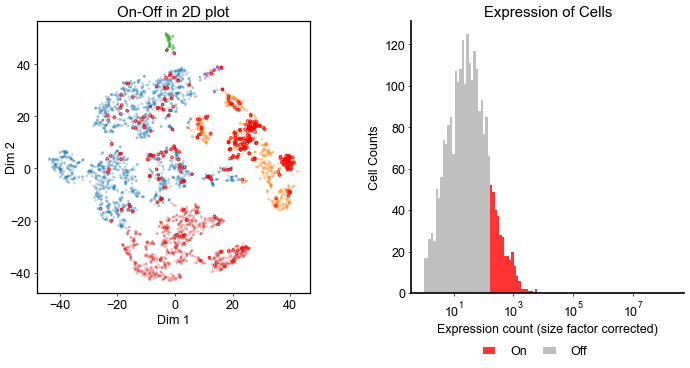 On-Off in 2D plot
Dim 2
40
20
0
−20
−40
−40 −20 0 20 40
Dim 1
Expression of Cells
Cell Counts
120
100
80
60
40
20
0
10^1 10^3 10^5 10^7
Expression count (size factor corrected)
On Off